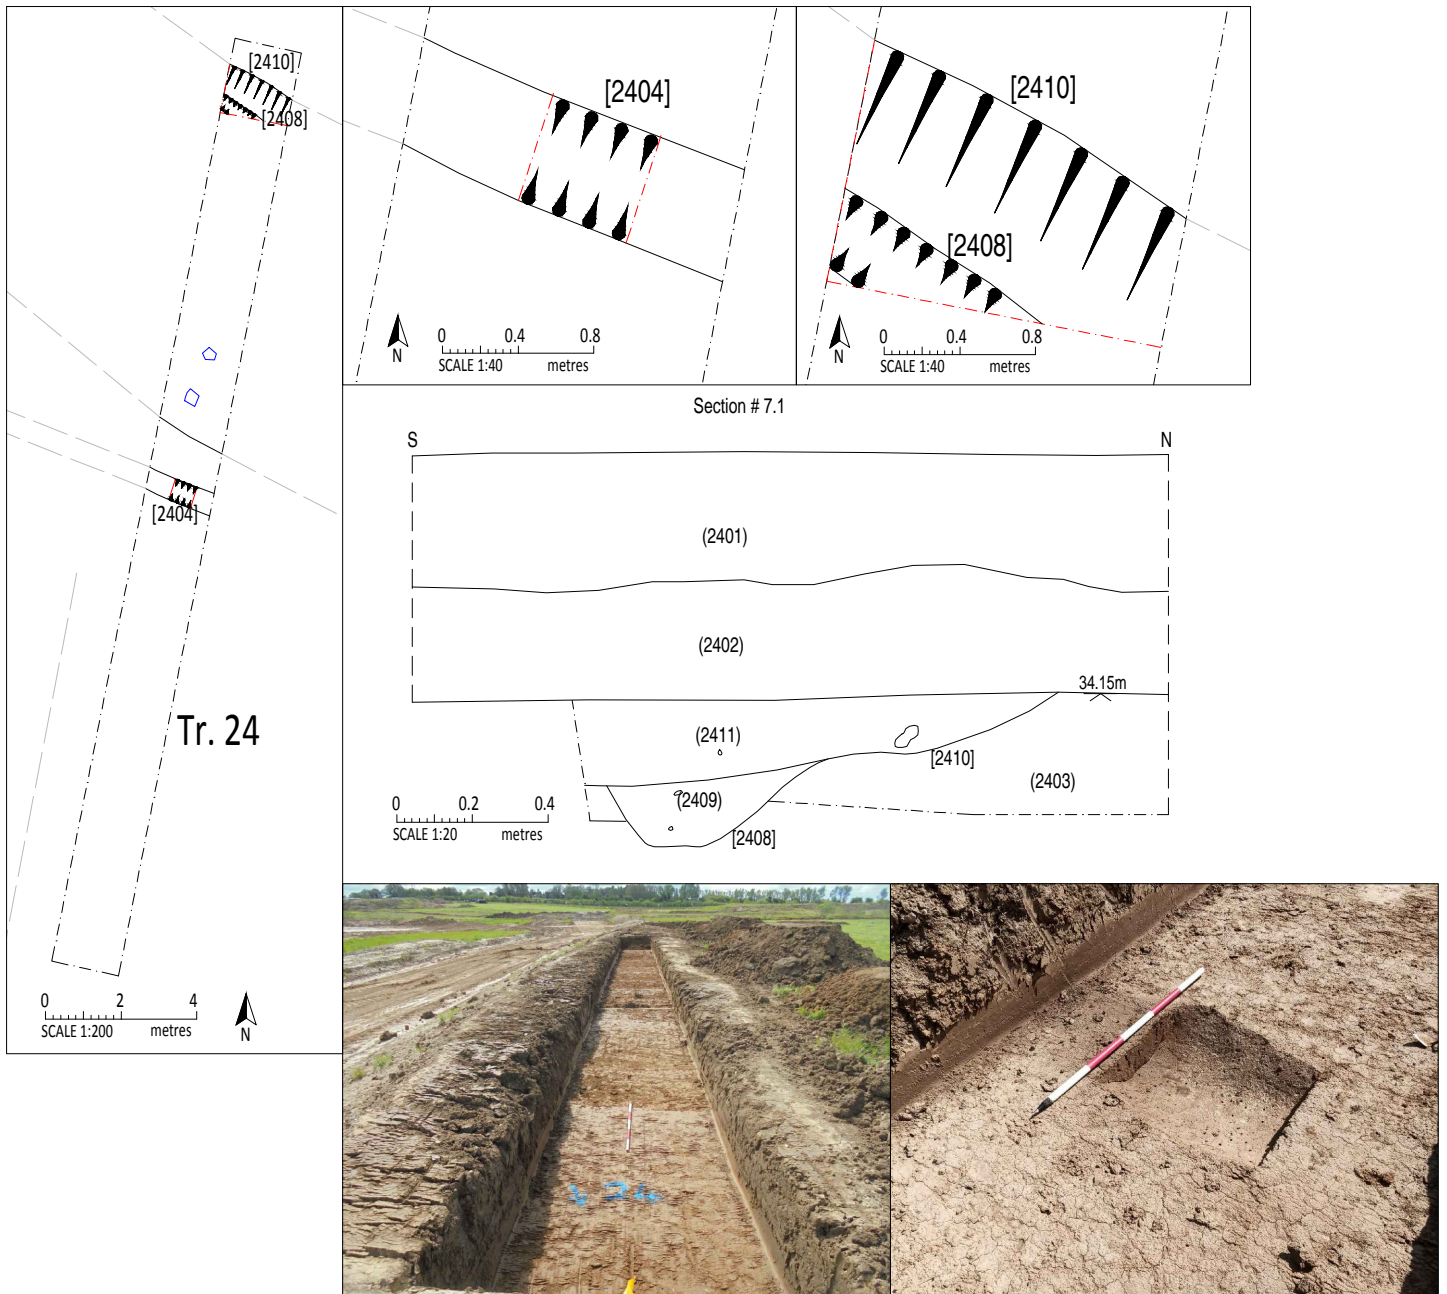 [2410]
[2408]
[2404]
Tr. 24
0 2 4
SCALE 1:200 metres
N
[2404]
N
0 0.4 0.8
SCALE 1:40 metres
[2410]
[2408]
N
0 0.4 0.8
SCALE 1:40 metres
Section # 7.1
S N
(2401)
(2402)
34.15m
(2411)
[2410]
(2403)
(2409)
[2408]
0 0.2 0.4
SCALE 1:20 metres